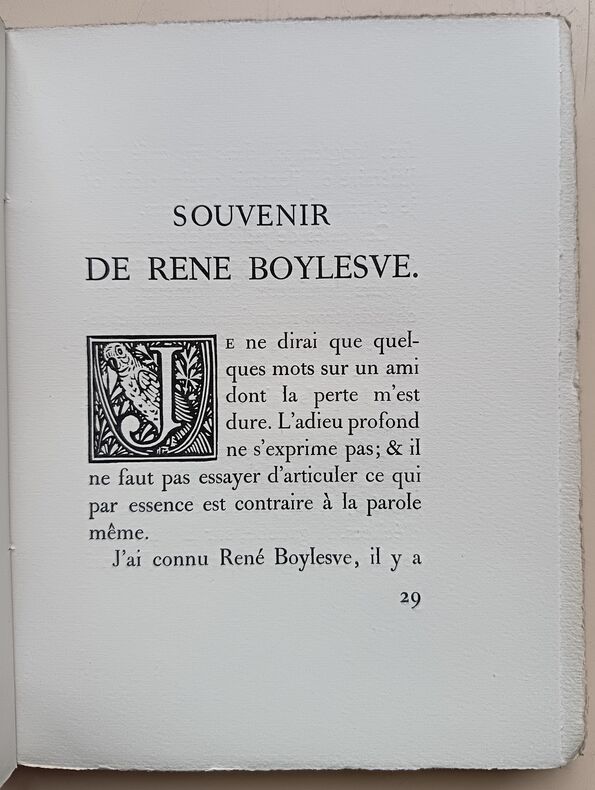 SOUVENIR
DE RENE BOYLESVE.
JE ne dirai que quel-
ques mots sur un ami
dont la perte m'est
dure. L'adieu profond
ne s'exprime pas; & il
ne faut pas essayer d'articuler ce qui
par essence est contraire à la parole
même.
J'ai connu René Boylesve, il y a
29